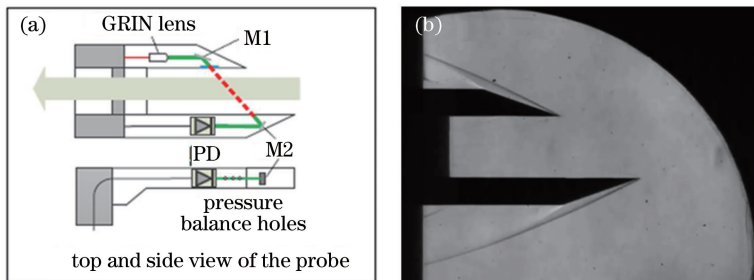 (a)
GRIN lens
M1
M2
PD
pressure
balance holes
top and side view of the probe
(b)